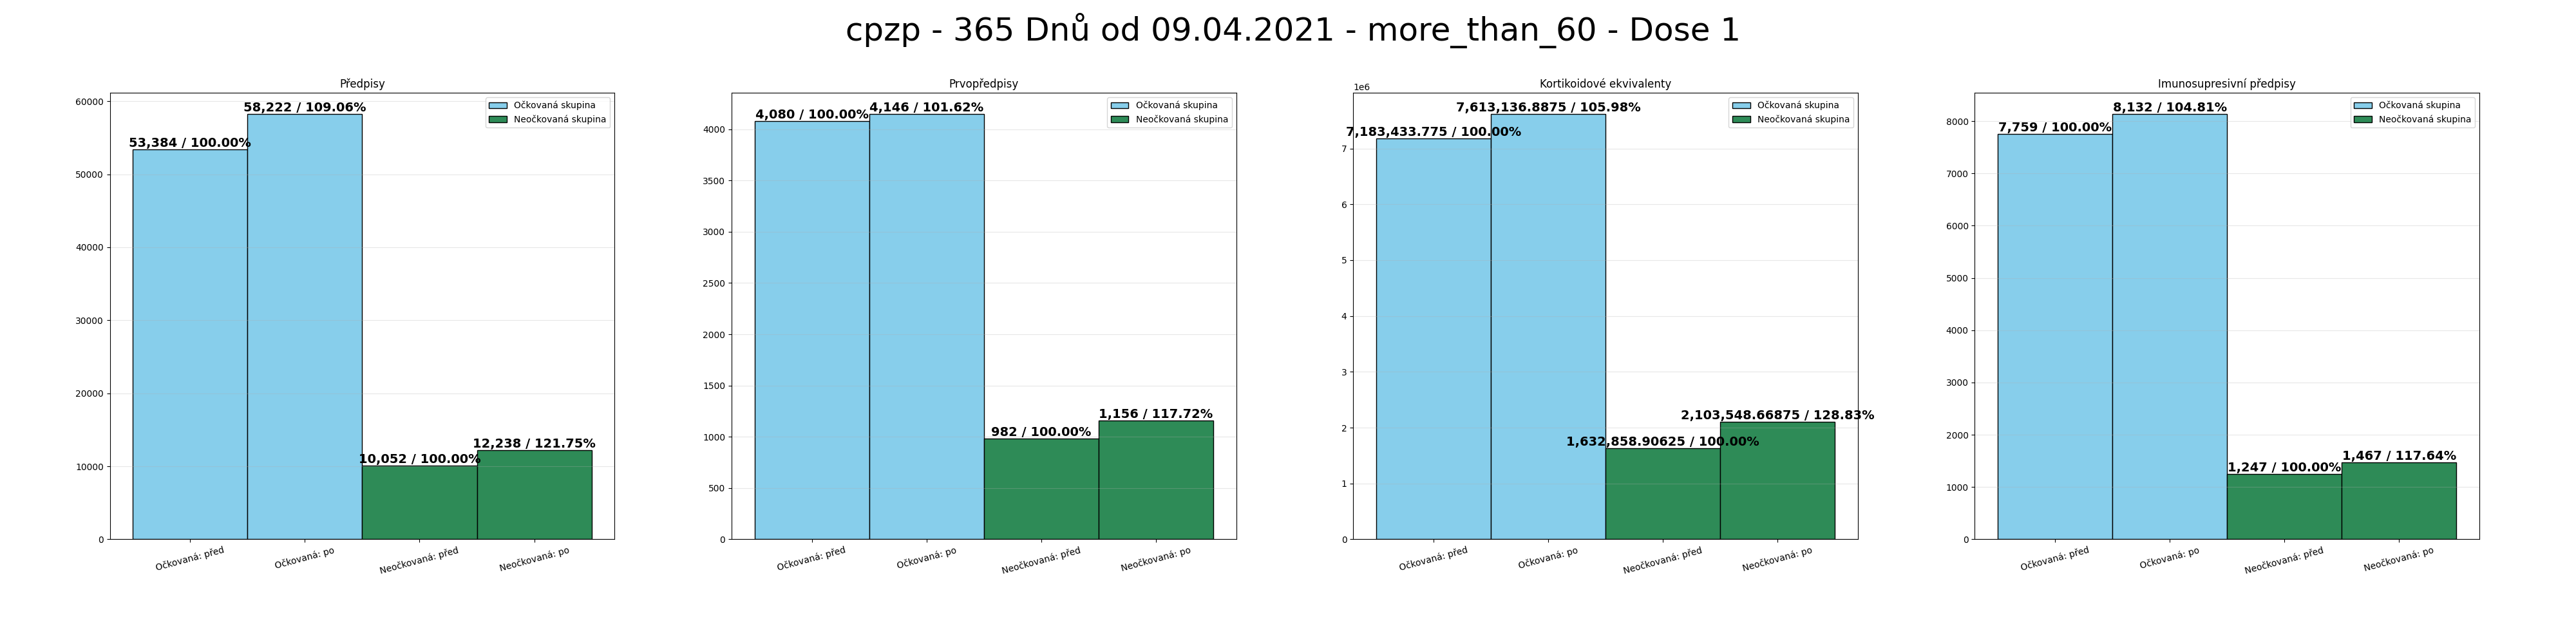 cpzp - 365 Dnů od 09.04.2021 - more_than_60 - Dose 1
Předpisy
60000
50000
40000
30000
20000
10000
0
53,384 / 100.00%
58,222 / 109.06%
10,052 / 100.00%
12,238 / 121.75%
Očkovaná skupina
Neočkovaná skupina
Očkovaná: před
Očkovaná: po
Neočkovaná: před
Neočkovaná: po
Prvopředpisy
4000
3500
3000
2500
2000
1500
1000
500
0
4,080 / 100.00%
4,146 / 101.62%
982 / 100.00%
1,156 / 117.72%
Očkovaná skupina
Neočkovaná skupina
Očkovaná: před
Očkovaná: po
Neočkovaná: před
Neočkovaná: po
Kortikoidové ekvivalenty
1e6
7
6
5
4
3
2
1
0
7,183,433.775 / 100.00%
7,613,136.8875 / 105.98%
1,632,858.90625 / 100.00%
2,103,548.66875 / 128.83%
Očkovaná skupina
Neočkovaná skupina
Očkovaná: před
Očkovaná: po
Neočkovaná: před
Neočkovaná: po
Imunosupresivní předpisy
8000
7000
6000
5000
4000
3000
2000
1000
0
7,759 / 100.00%
8,132 / 104.81%
1,247 / 100.00%
1,467 / 117.64%
Očkovaná skupina
Neočkovaná skupina
Očkovaná: před
Očkovaná: po
Neočkovaná: před
Neočkovaná: po